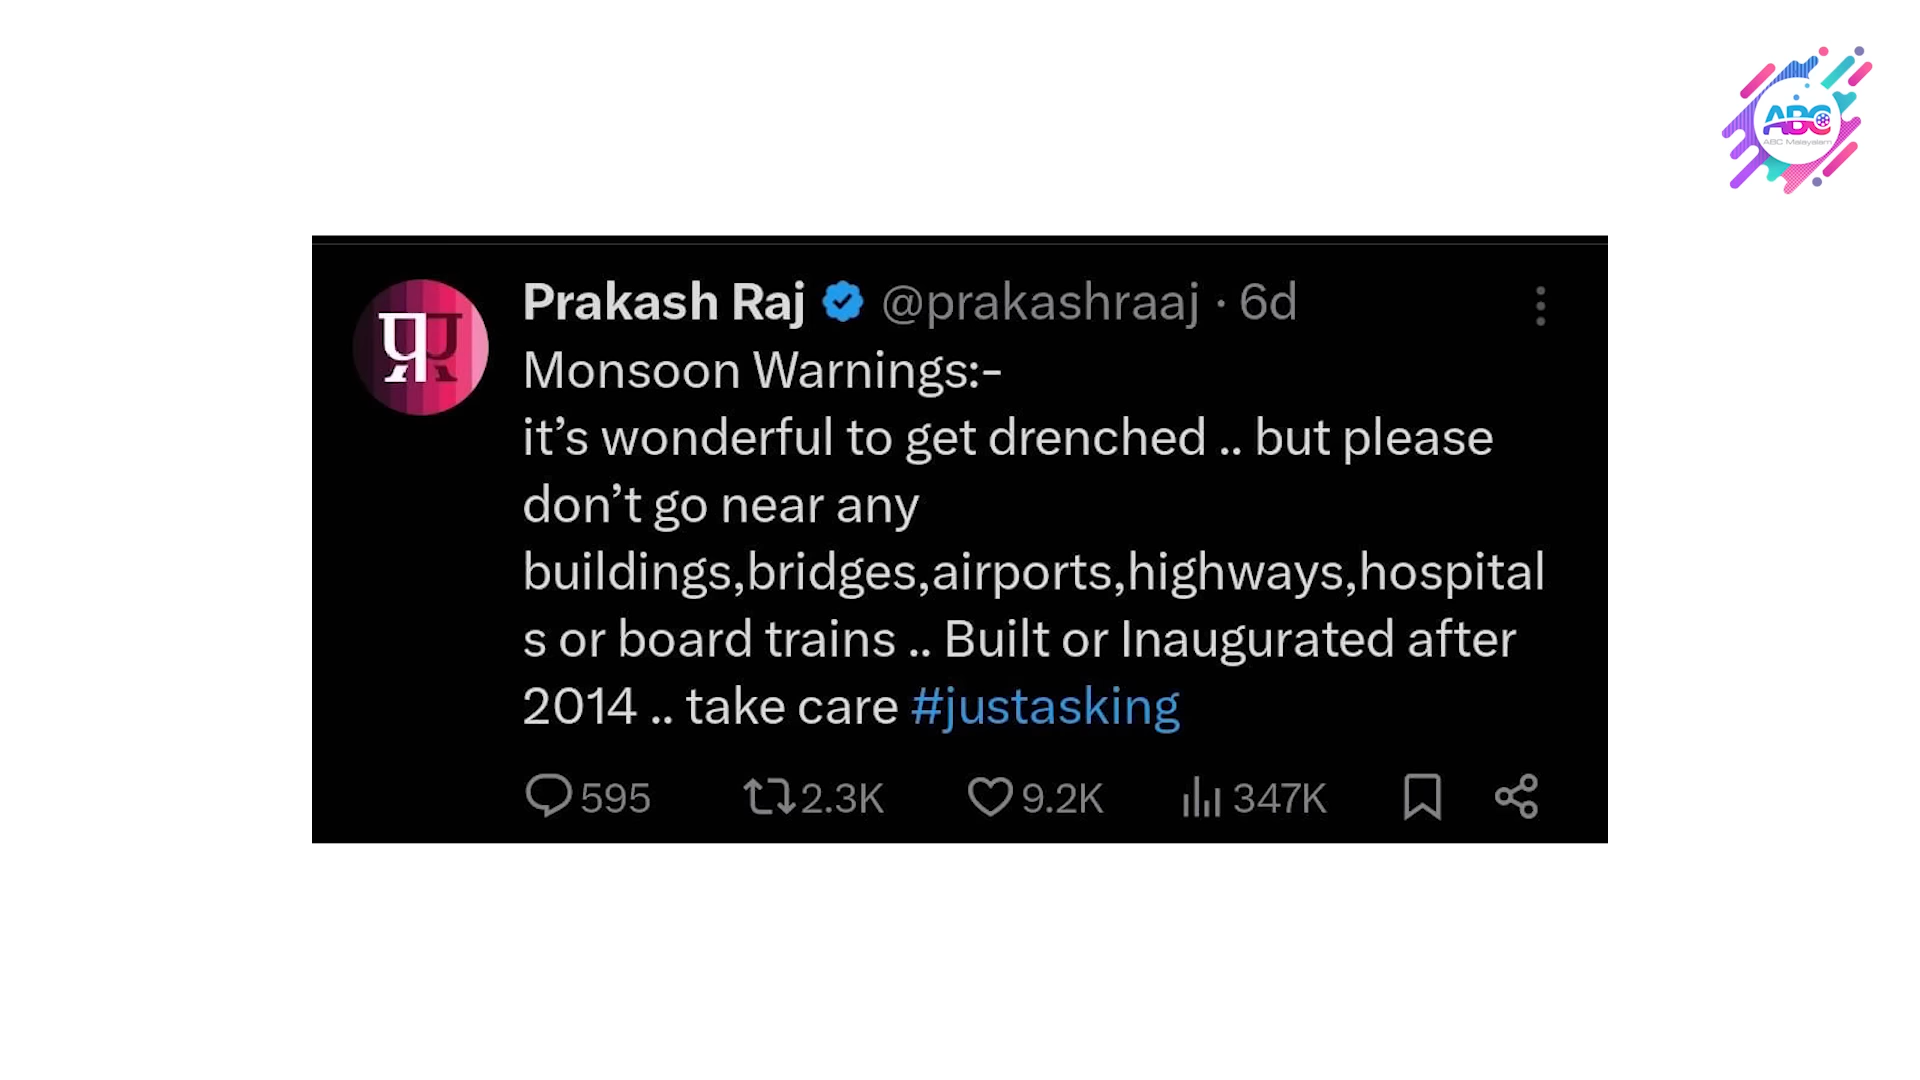 ABC
ABC Malayalam
Prakash Raj @prakashraaj · 6d
Monsoon Warnings:-
it’s wonderful to get drenched .. but please
don’t go near any
buildings,bridges,airports,highways,hospital
s or board trains .. Built or Inaugurated after
2014 .. take care #justasking
595 2.3K 9.2K 347K